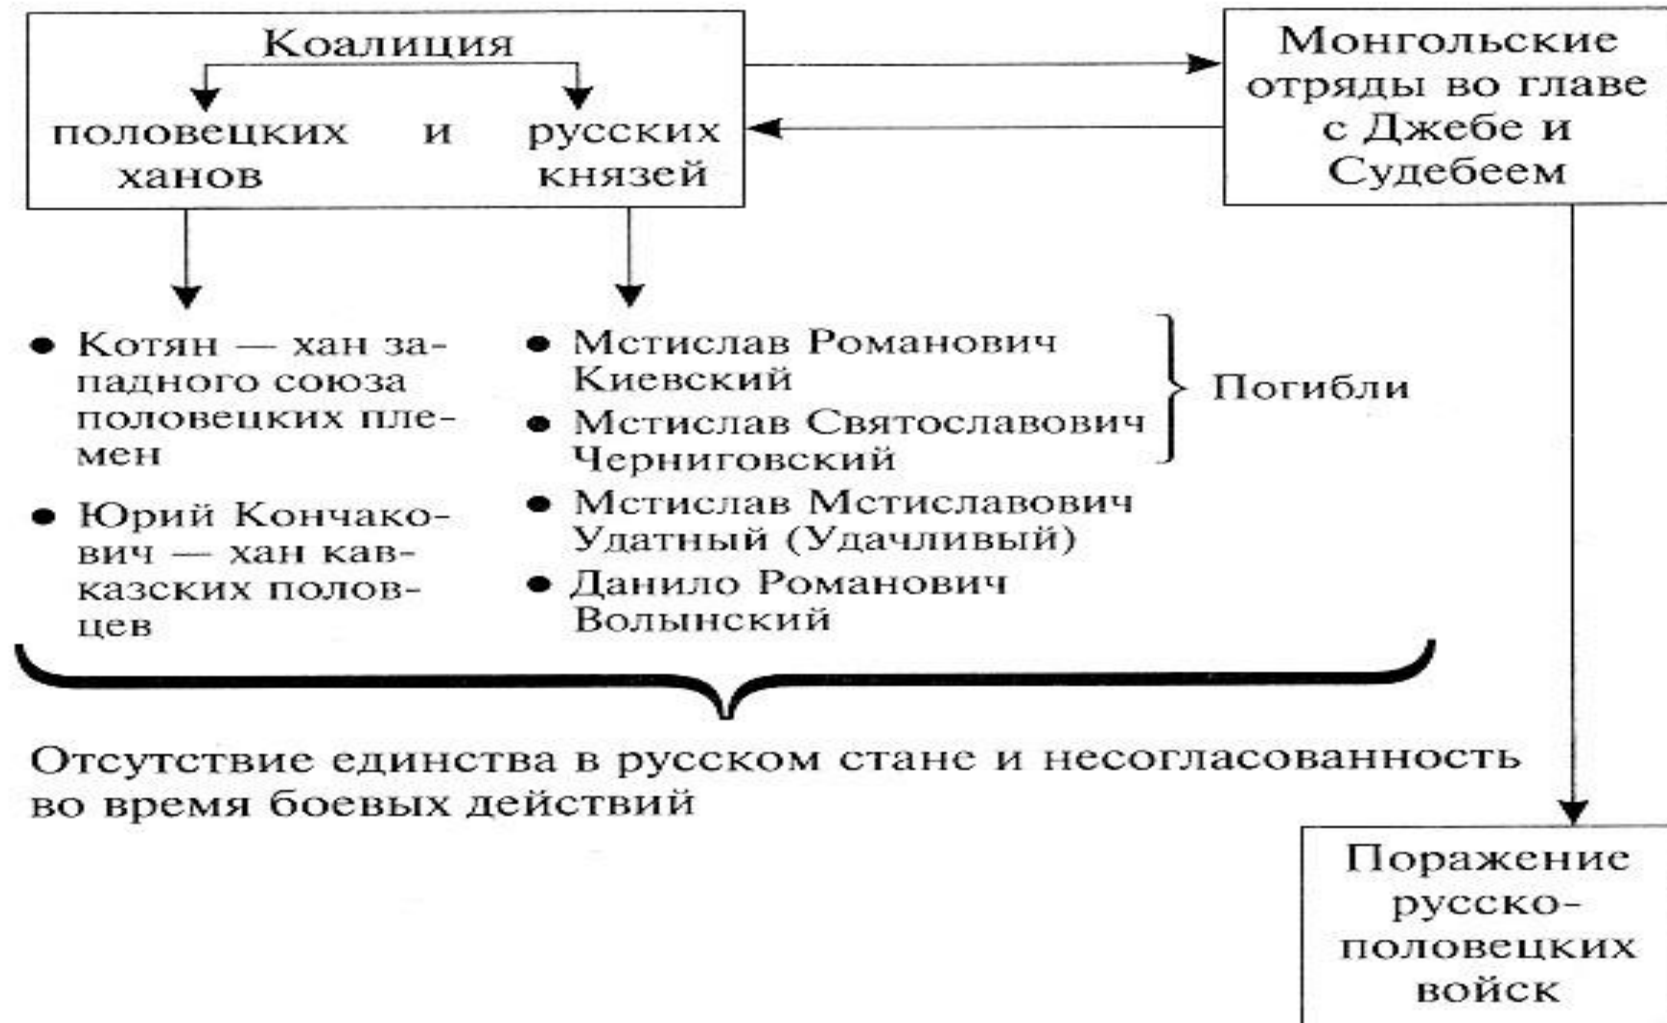 Коалиция
половецких и русских
ханов князей
Монгольские
отряды во главе
с Джебе и
Судебеем
● Котян — хан за-
падного союза
половецких пле-
мен
● Юрий Кончако-
вич — хан кав-
казских полов-
цев
● Мстислав Романович
Киевский
● Мстислав Святославович
Черниговский
Погибли
● Мстислав Мстиславович
Удатный (Удачливый)
● Данило Романович
Волынский
Отсутствие единства в русском стане и несогласованность
во время боевых действий
Поражение
русско-
половецких
войск